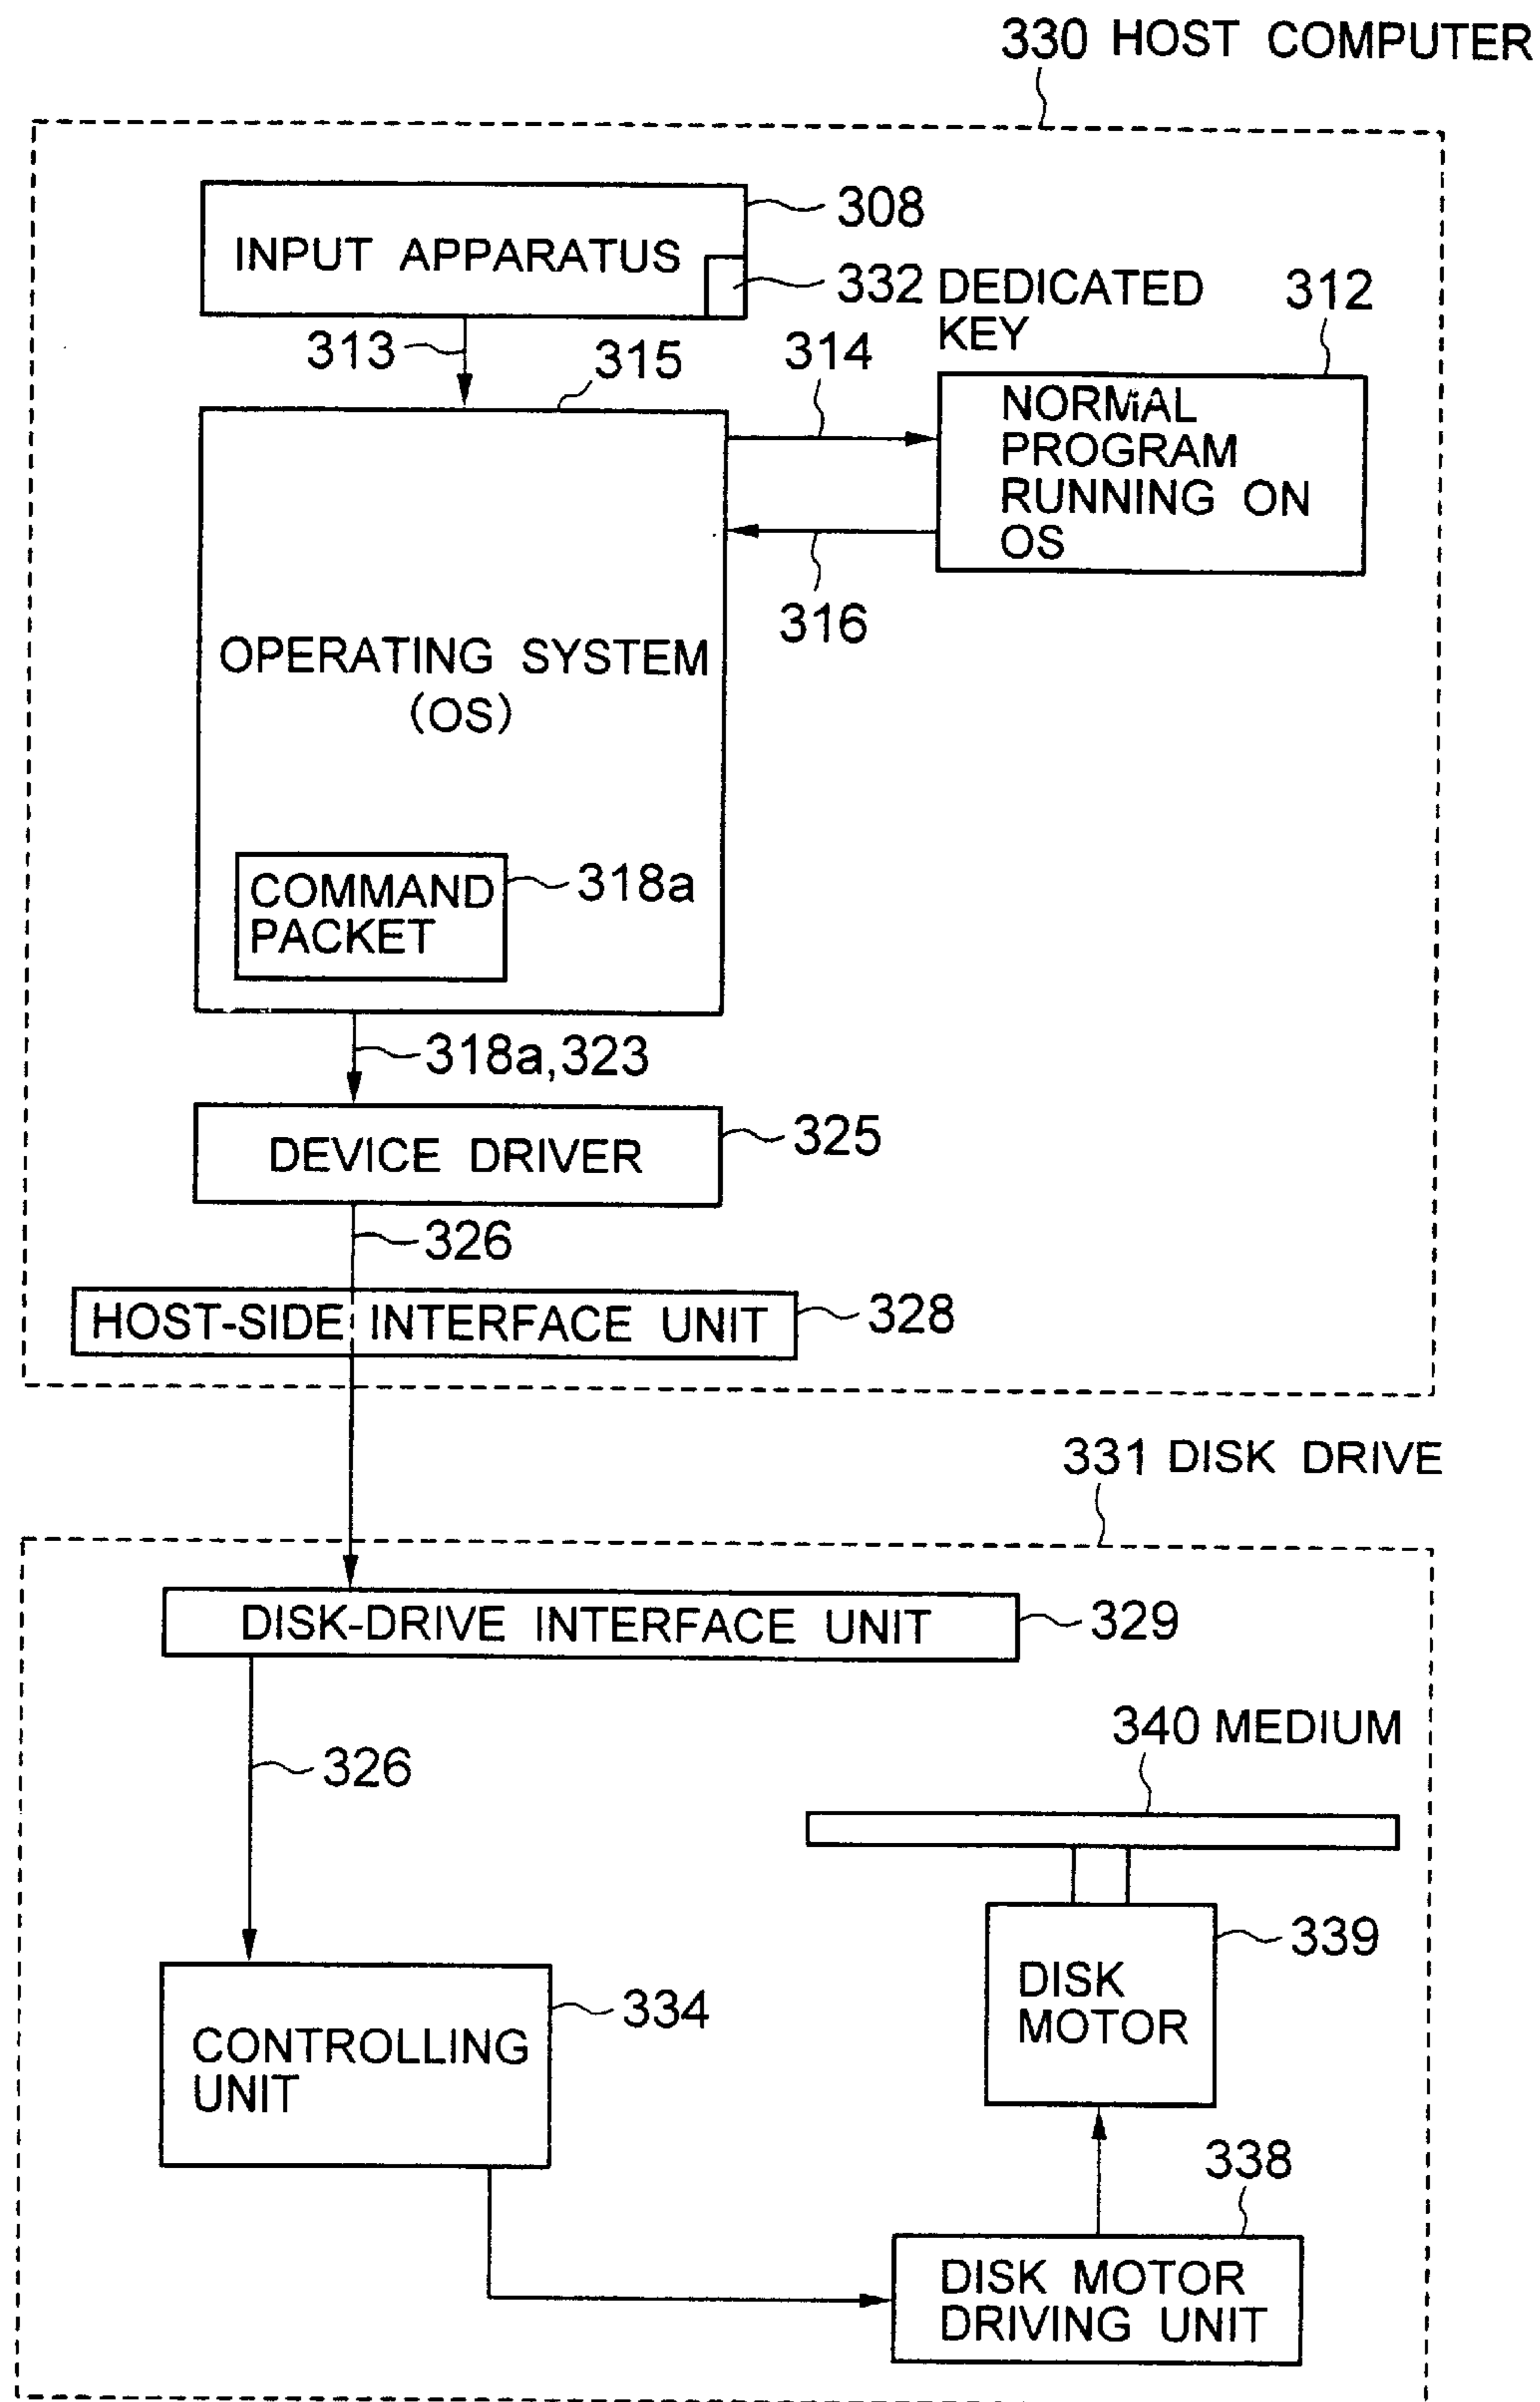 330 HOST COMPUTER
308
INPUT APPARATUS
332 DEDICATED
KEY
312
313
315
314
NORMAL
PROGRAM
RUNNING ON
OS
316
OPERATING SYSTEM
(OS)
COMMAND
PACKET
318a
318a,323
DEVICE DRIVER
325
326
HOST-SIDE INTERFACE UNIT
328
331 DISK DRIVE
DISK-DRIVE INTERFACE UNIT
329
326
340 MEDIUM
339
DISK
MOTOR
334
CONTROLLING
UNIT
338
DISK MOTOR
DRIVING UNIT